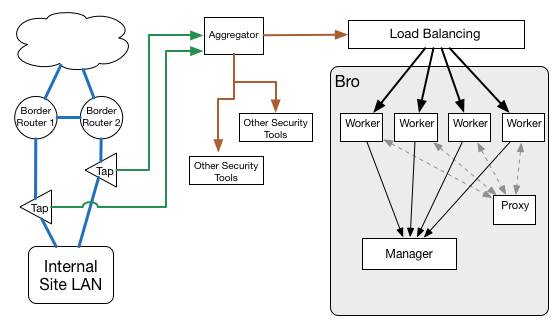 Aggregator
Load Balancing
Bro
Border
Router 1
Border
Router 2
Other Security
Tools
Worker
Worker
Worker
Worker
Tap
Other Security
Tools
Tap
Proxy
Internal
Site LAN
Manager